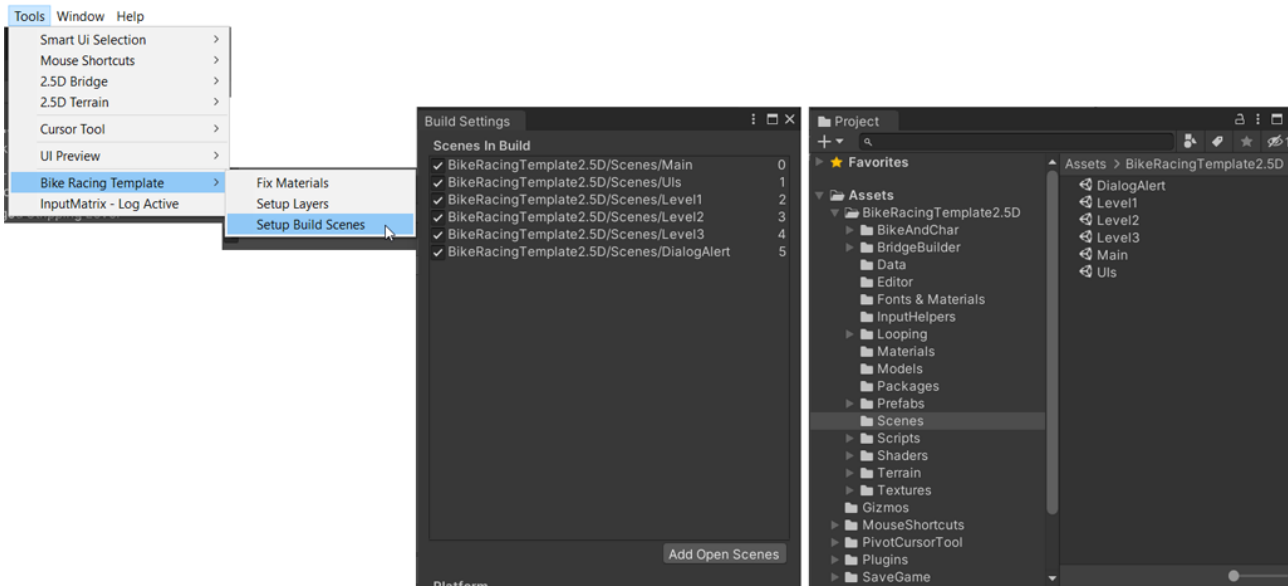 Tools Window Help
Smart Ui Selection
Mouse Shortcuts
2.5D Bridge
2.5D Terrain
Cursor Tool
UI Preview
Bike Racing Template
InputMatrix - Log Active
Fix Materials
Setup Layers
Setup Build Scenes
Build Settings
Scenes In Build
BikeRacingTemplate2.5D/Scenes/Main 0
BikeRacingTemplate2.5D/Scenes/UIs 1
BikeRacingTemplate2.5D/Scenes/Level1 2
BikeRacingTemplate2.5D/Scenes/Level2 3
BikeRacingTemplate2.5D/Scenes/Level3 4
BikeRacingTemplate2.5D/Scenes/DialogAlert 5
Add Open Scenes
Platform
Project
Favorites
Assets
BikeRacingTemplate2.5D
BikeAndChar
BridgeBuilder
Data
Editor
Fonts & Materials
InputHelpers
Looping
Materials
Models
Packages
Prefabs
Scenes
Scripts
Shaders
Terrain
Textures
Gizmos
MouseShortcuts
PivotCursorTool
Plugins
SaveGame
Assets > BikeRacingTemplate2.5D
DialogAlert
Level1
Level2
Level3
Main
UIs